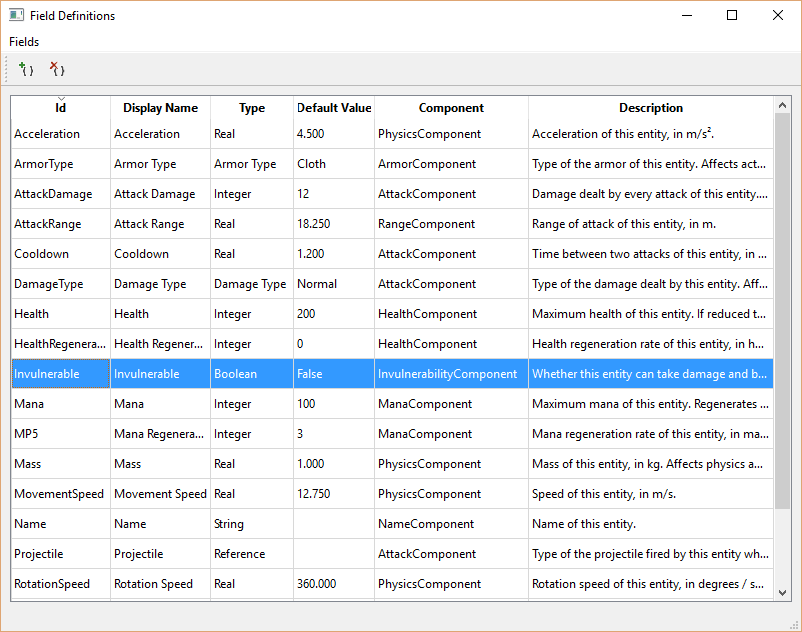 Field Definitions
Fields
Id Display Name Type Default Value Component Description
Acceleration Acceleration Real 4.500 PhysicsComponent Acceleration of this entity, in m/s².
ArmorType Armor Type Armor Type Cloth ArmorComponent Type of the armor of this entity. Affects act...
AttackDamage Attack Damage Integer 12 AttackComponent Damage dealt by every attack of this entity....
AttackRange Attack Range Real 18.250 RangeComponent Range of attack of this entity, in m.
Cooldown Cooldown Real 1.200 AttackComponent Time between two attacks of this entity, in ...
DamageType Damage Type Damage Type Normal AttackComponent Type of the damage dealt by this entity. Aff...
Health Health Integer 200 HealthComponent Maximum health of this entity. If reduced t...
HealthRegenera... Health Regener... Integer 0 HealthComponent Health regeneration rate of this entity, in h...
Invulnerable Invulnerable Boolean False InvulnerabilityComponent Whether this entity can take damage and b...
Mana Mana Integer 100 ManaComponent Maximum mana of this entity. Regenerates ...
MP5 Mana Regenera... Integer 3 ManaComponent Mana regeneration rate of this entity, in ma...
Mass Mass Real 1.000 PhysicsComponent Mass of this entity, in kg. Affects physics a...
MovementSpeed Movement Speed Real 12.750 PhysicsComponent Speed of this entity, in m/s.
Name Name String NameComponent Name of this entity.
Projectile Projectile Reference AttackComponent Type of the projectile fired by this entity wh...
RotationSpeed Rotation Speed Real 360.000 PhysicsComponent Rotation speed of this entity, in degrees / s...